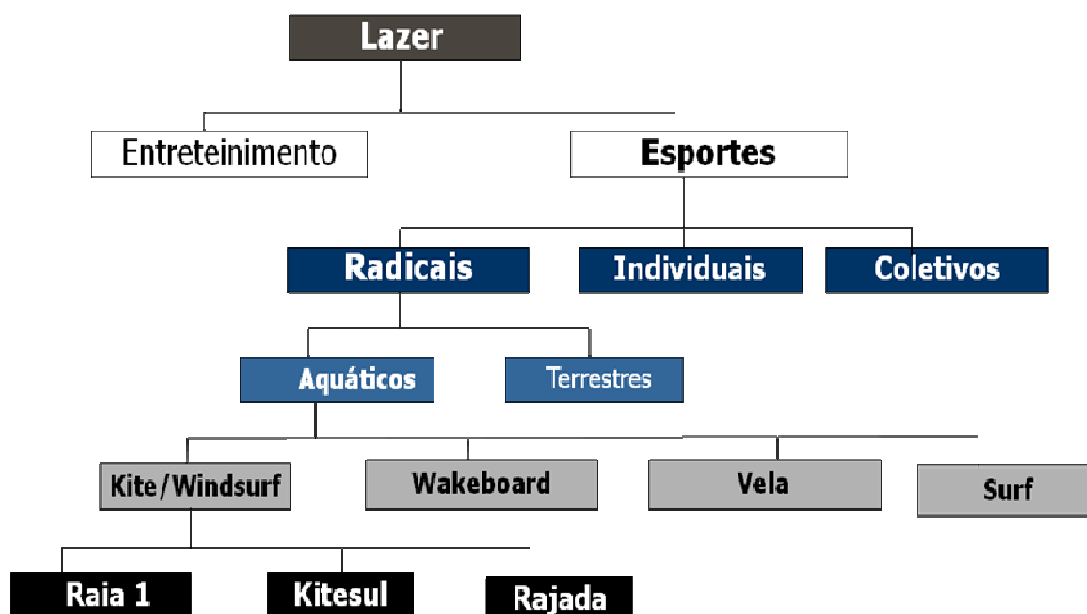 Lazer
Entreteinimento
Esportes
Radicais
Individuais
Coletivos
Aquáticos
Terrestres
Kite/Windsurf
Wakeboard
Vela
Surf
Raia 1
Kitesul
Rajada